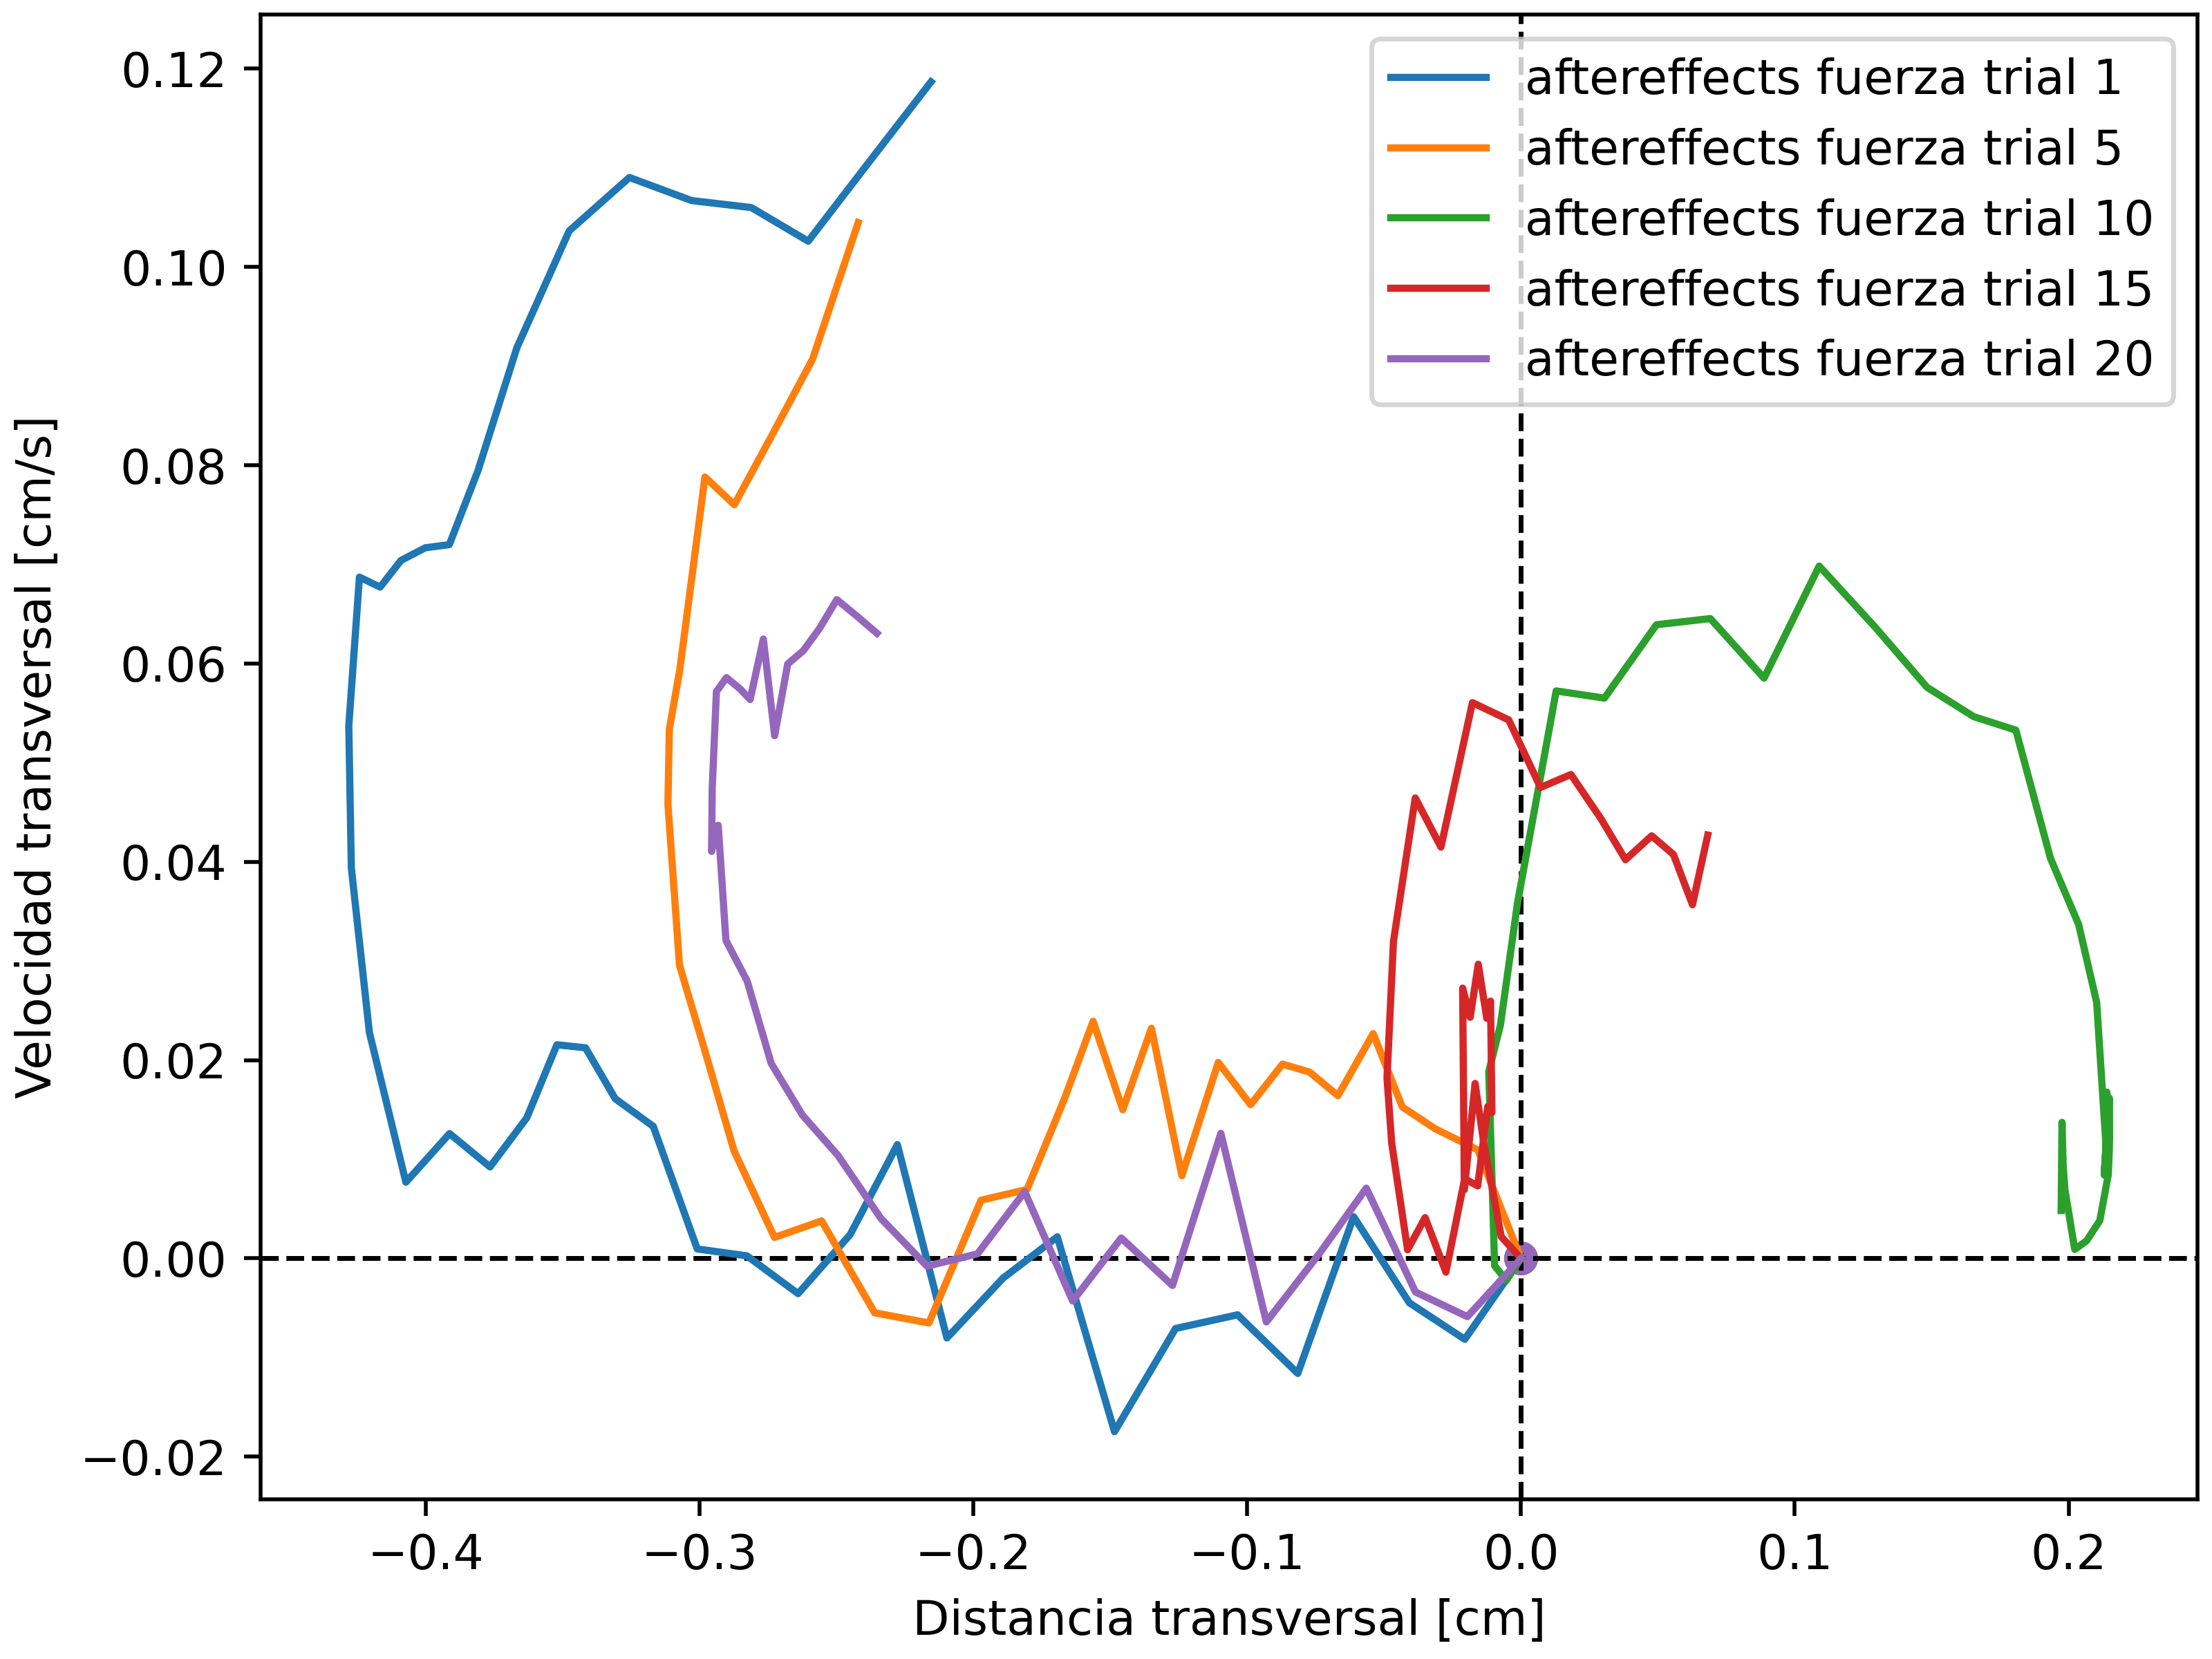 0.12
0.10
0.08
0.06
0.04
0.02
0.00
−0.02
Velocidad transversal [cm/s]
aftereffects fuerza trial 1
aftereffects fuerza trial 5
aftereffects fuerza trial 10
aftereffects fuerza trial 15
aftereffects fuerza trial 20
−0.4 −0.3 −0.2 −0.1 0.0 0.1 0.2
Distancia transversal [cm]